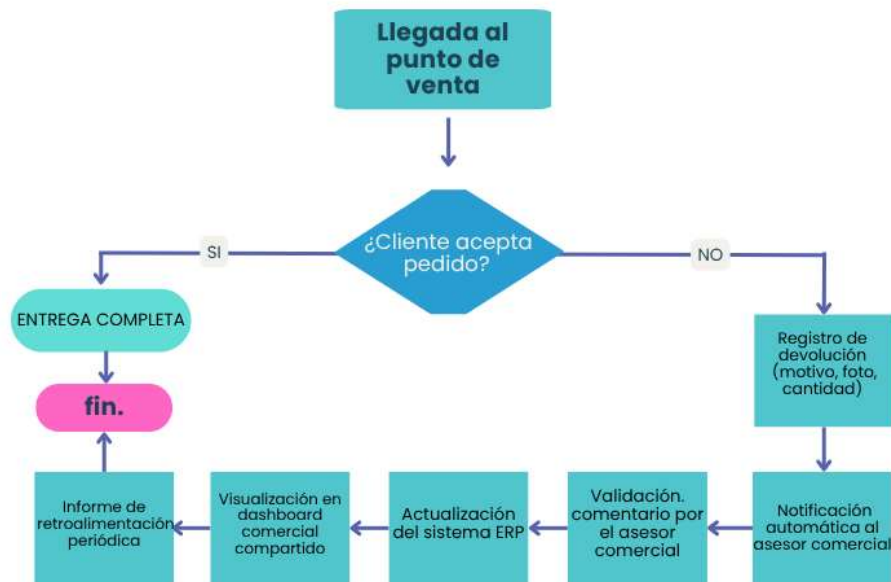 Llegada al
punto de
venta
¿Cliente acepta
pedido?
SI
NO
ENTREGA COMPLETA
fin.
Registro de
devolución
(motivo, foto,
cantidad)
Notificación
automática al
asesor comercial
Validación.
comentario por
el asesor
comercial
Actualización
del sistema ERP
Visualización en
dashboard
comercial
compartido
Informe de
retroalimentación
periódica